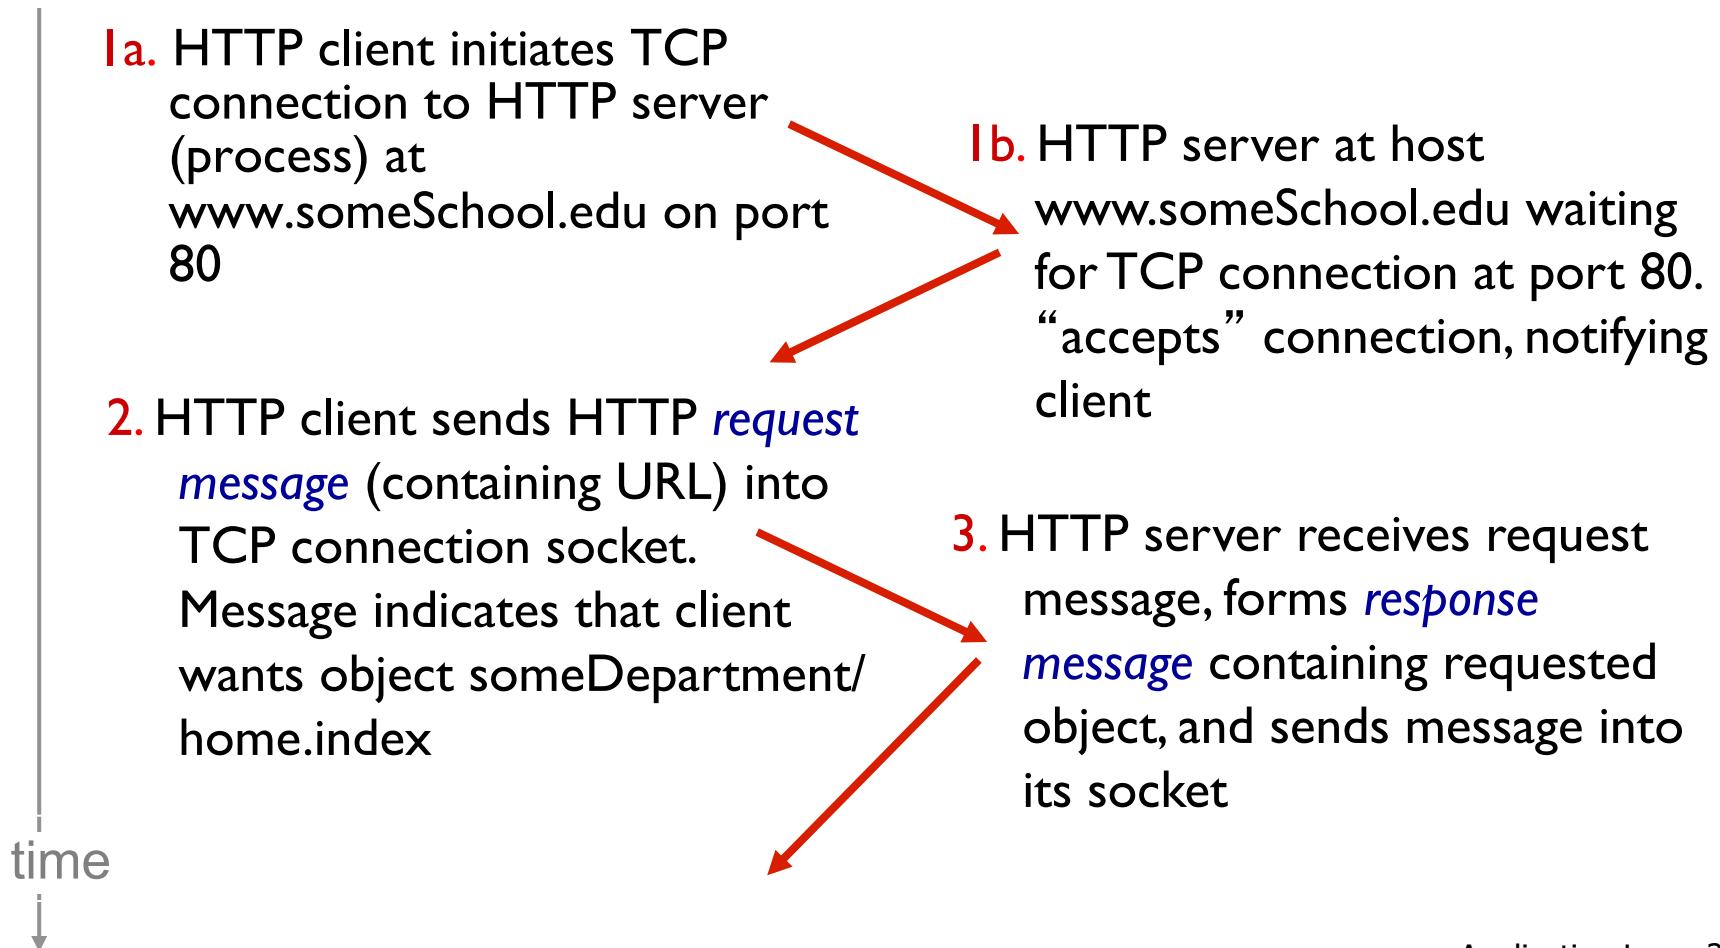 1a. HTTP client initiates TCP
connection to HTTP server
(process) at
www.someSchool.edu on port
80
1b. HTTP server at host
www.someSchool.edu waiting
for TCP connection at port 80.
“accepts” connection, notifying
client
2. HTTP client sends HTTP request
message (containing URL) into
TCP connection socket.
Message indicates that client
wants object someDepartment/
home.index
3. HTTP server receives request
message, forms response
message containing requested
object, and sends message into
its socket
time